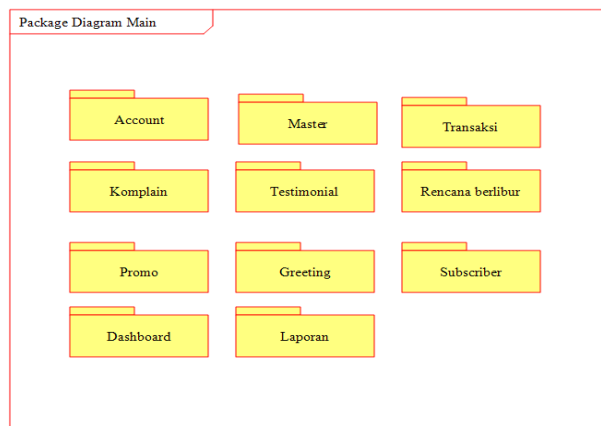 Package Diagram Main
Account
Master
Transaksi
Komplain
Testimonial
Rencana berlibur
Promo
Greeting
Subscriber
Dashboard
Laporan